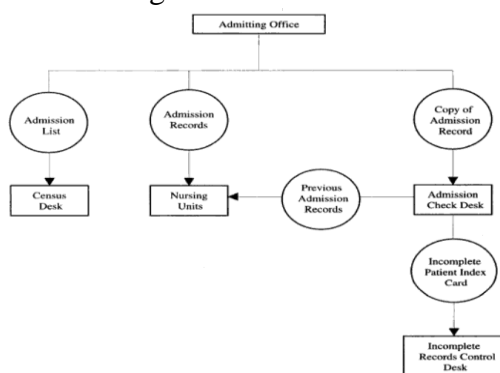 Admitting Office
Admission
List
Admission
Records
Copy of
Admission
Record
Census
Desk
Nursing
Units
Previous
Admission
Records
Admission
Check Desk
Incomplete
Patient Index
Card
Incomplete
Records Control
Desk